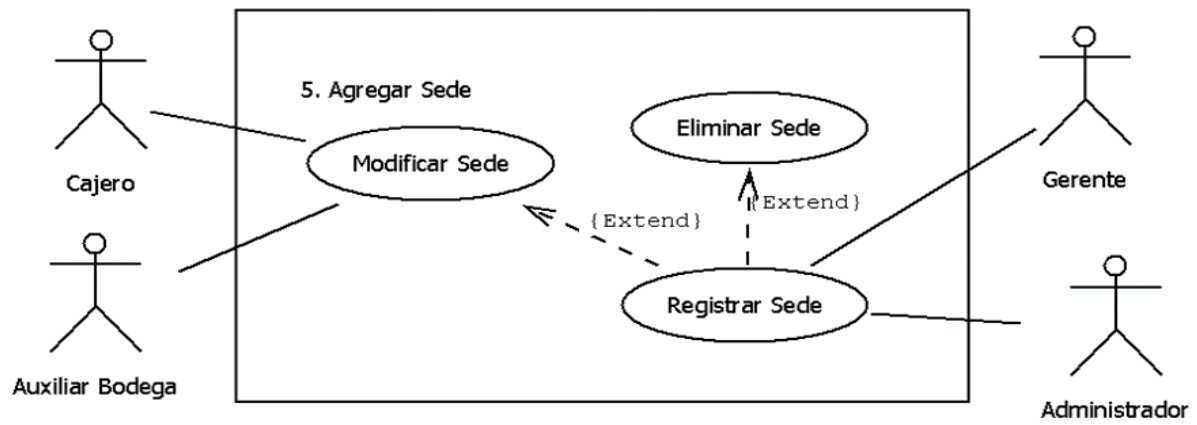 5. Agregar Sede
Eliminar Sede
Modificar Sede
Cajero
Gerente
{Extend}
{Extend}
Registrar Sede
Auxiliar Bodega
Administrador